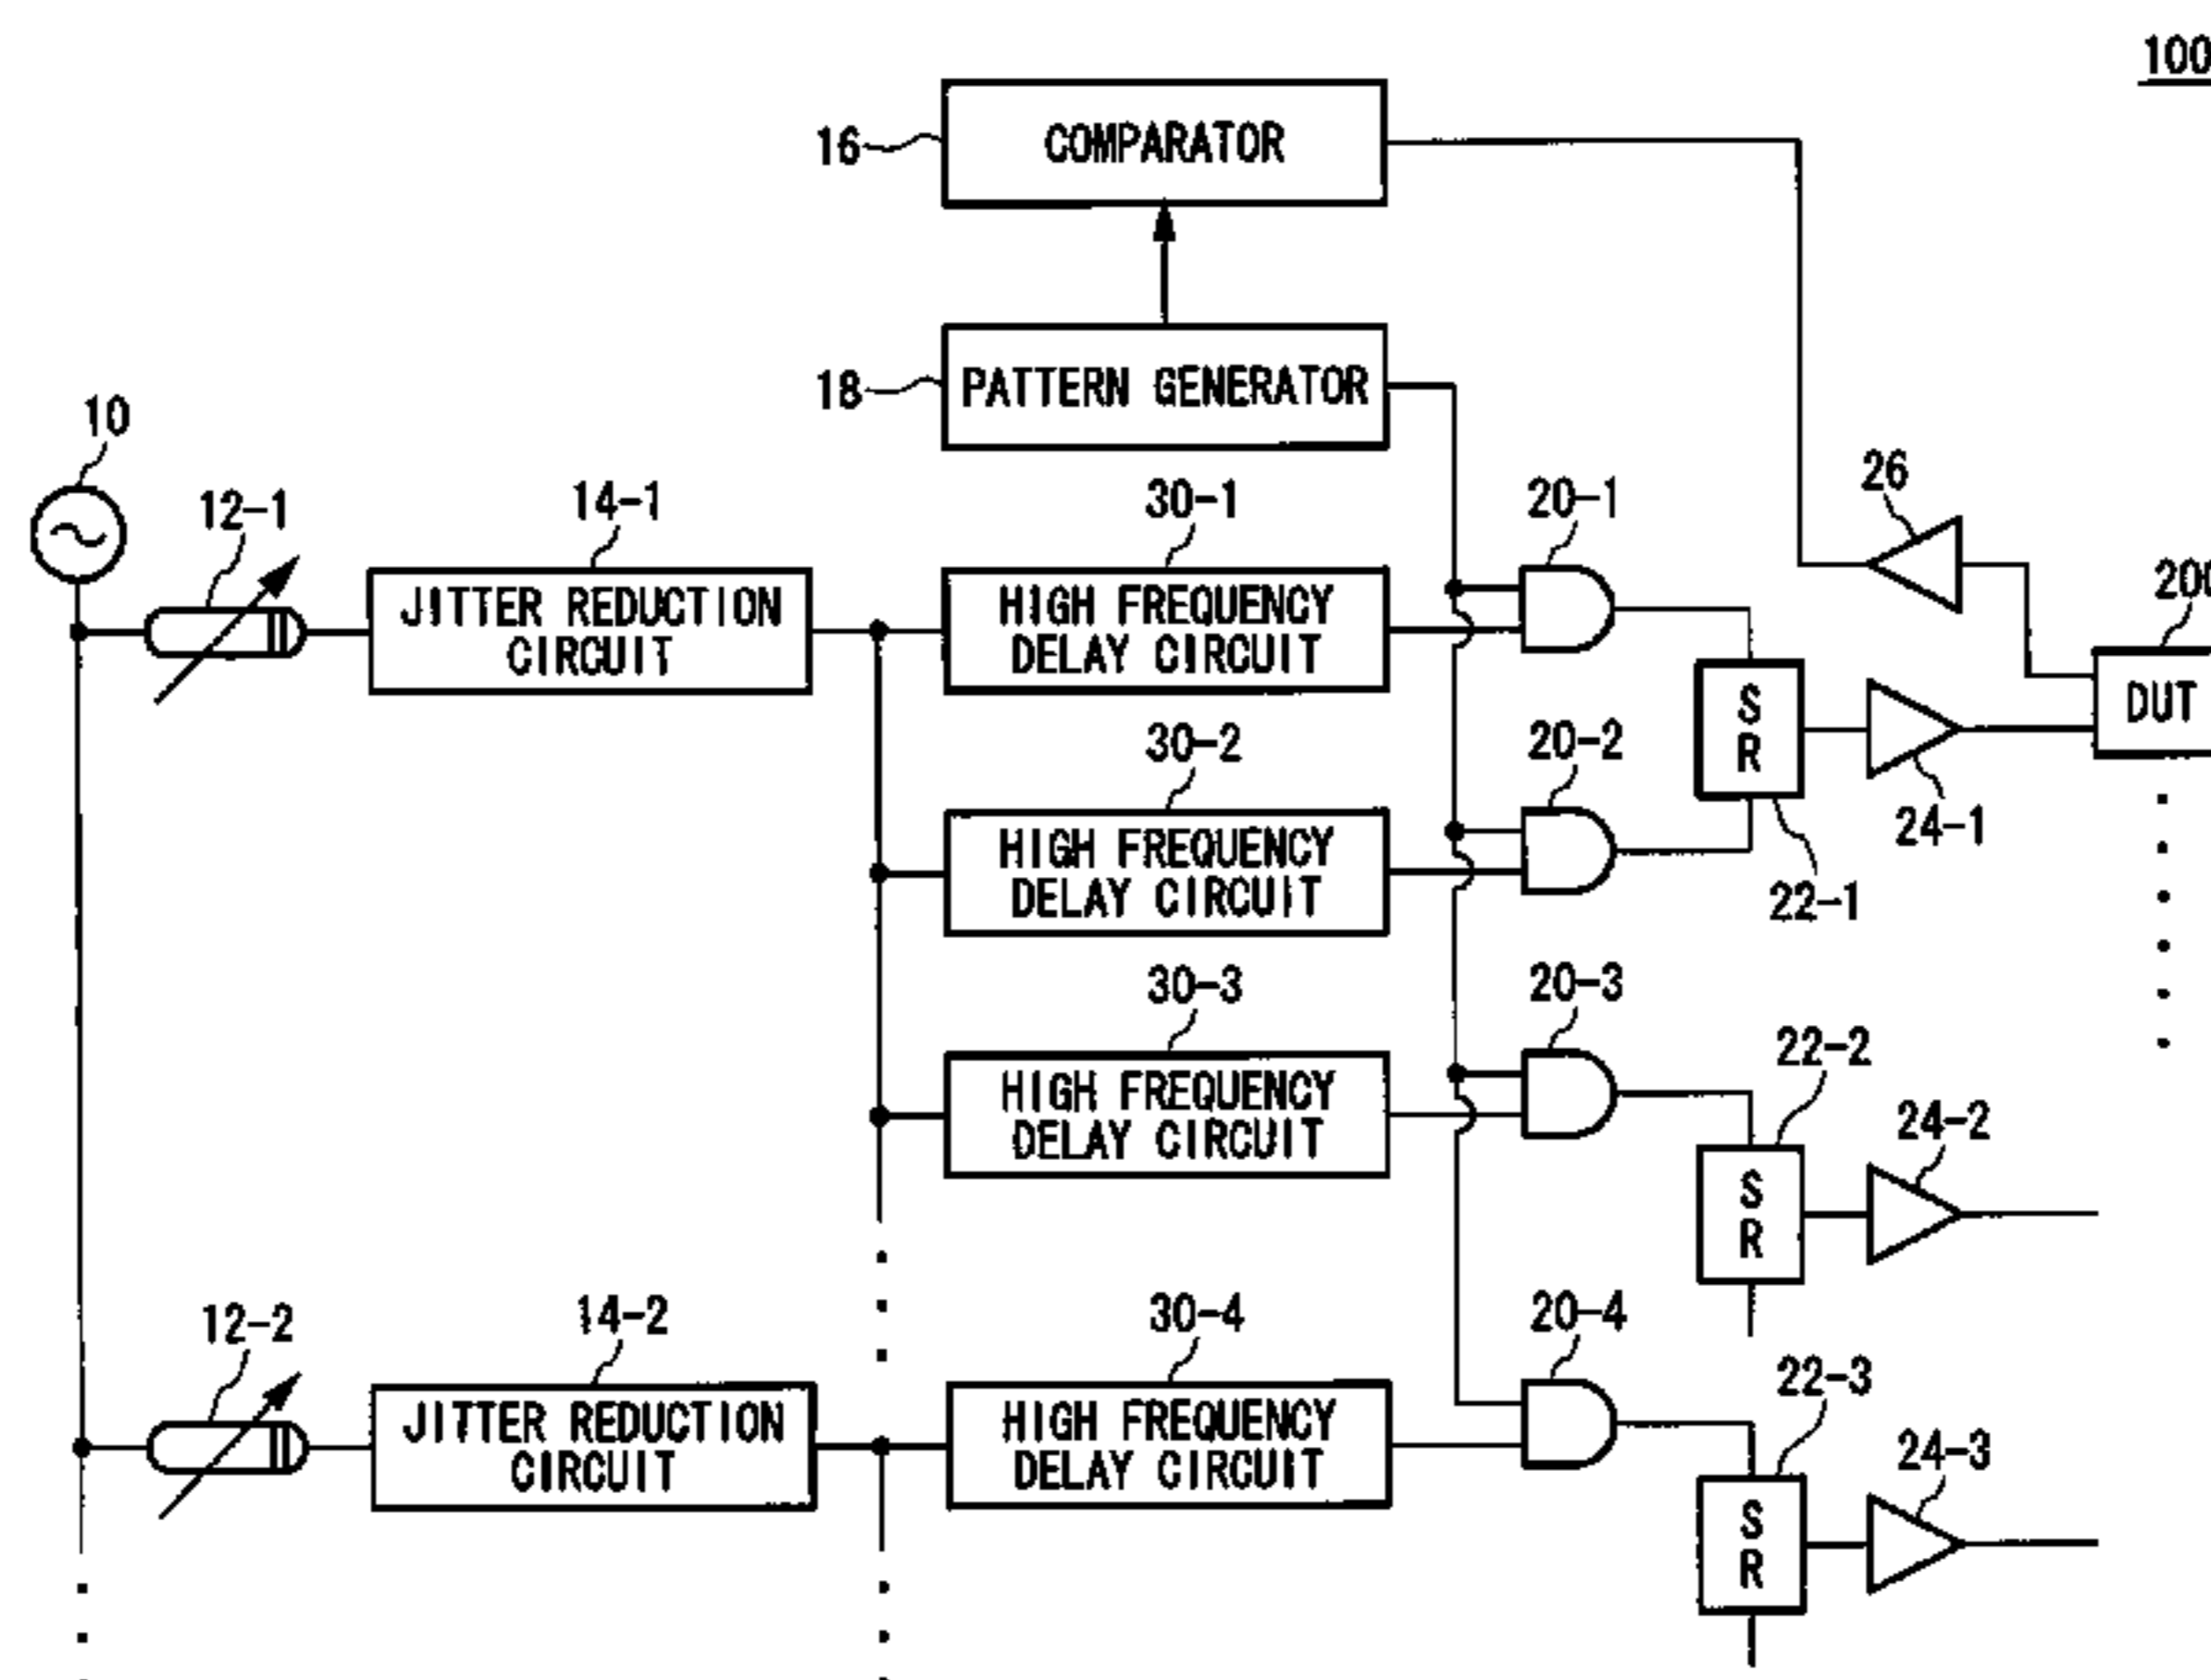 100
16
COMPARATOR
18
PATTERN GENERATOR
10
12-1
14-1
30-1
20-1
26
JITTER REDUCTION
CIRCUIT
HIGH FREQUENCY
DELAY CIRCUIT
200
S
R
DUT
30-2
20-2
24-1
HIGH FREQUENCY
DELAY CIRCUIT
22-1
30-3
20-3
22-2
HIGH FREQUENCY
DELAY CIRCUIT
24-2
S
R
12-2
14-2
30-4
20-4
22-3
JITTER REDUCTION
CIRCUIT
HIGH FREQUENCY
DELAY CIRCUIT
24-3
S
R